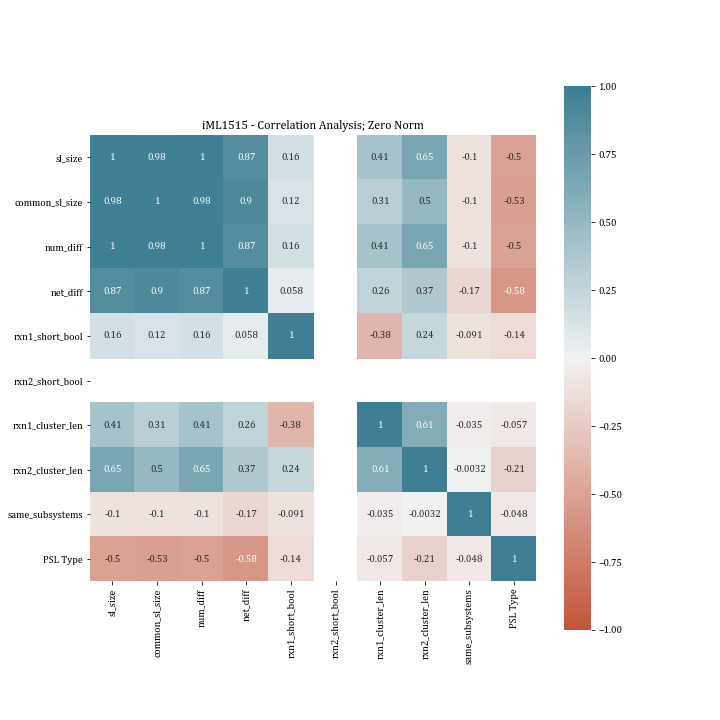 iML1515 - Correlation Analysis; Zero Norm
sl_size 1 0.98 1 0.87 0.16 0.41 0.65 -0.1 -0.5
common_sl_size 0.98 1 0.98 0.9 0.12 0.31 0.5 -0.1 -0.53
num_diff 1 0.98 1 0.87 0.16 0.41 0.65 -0.1 -0.5
net_diff 0.87 0.9 0.87 1 0.058 0.26 0.37 -0.17 -0.58
rxn1_short_bool 0.16 0.12 0.16 0.058 1 -0.38 0.24 -0.091 -0.14
rxn2_short_bool
rxn1_cluster_len 0.41 0.31 0.41 0.26 -0.38 1 0.61 -0.035 -0.057
rxn2_cluster_len 0.65 0.5 0.65 0.37 0.24 0.61 1 -0.0032 -0.21
same_subsystems -0.1 -0.1 -0.1 -0.17 -0.091 -0.035 -0.0032 1 -0.048
PSL Type -0.5 -0.53 -0.5 -0.58 -0.14 -0.057 -0.21 -0.048 1
sl_size
common_sl_size
num_diff
net_diff
rxn1_short_bool
rxn2_short_bool
rxn1_cluster_len
rxn2_cluster_len
same_subsystems
PSL Type
1.00
0.75
0.50
0.25
0.00
−0.25
−0.50
−0.75
−1.00